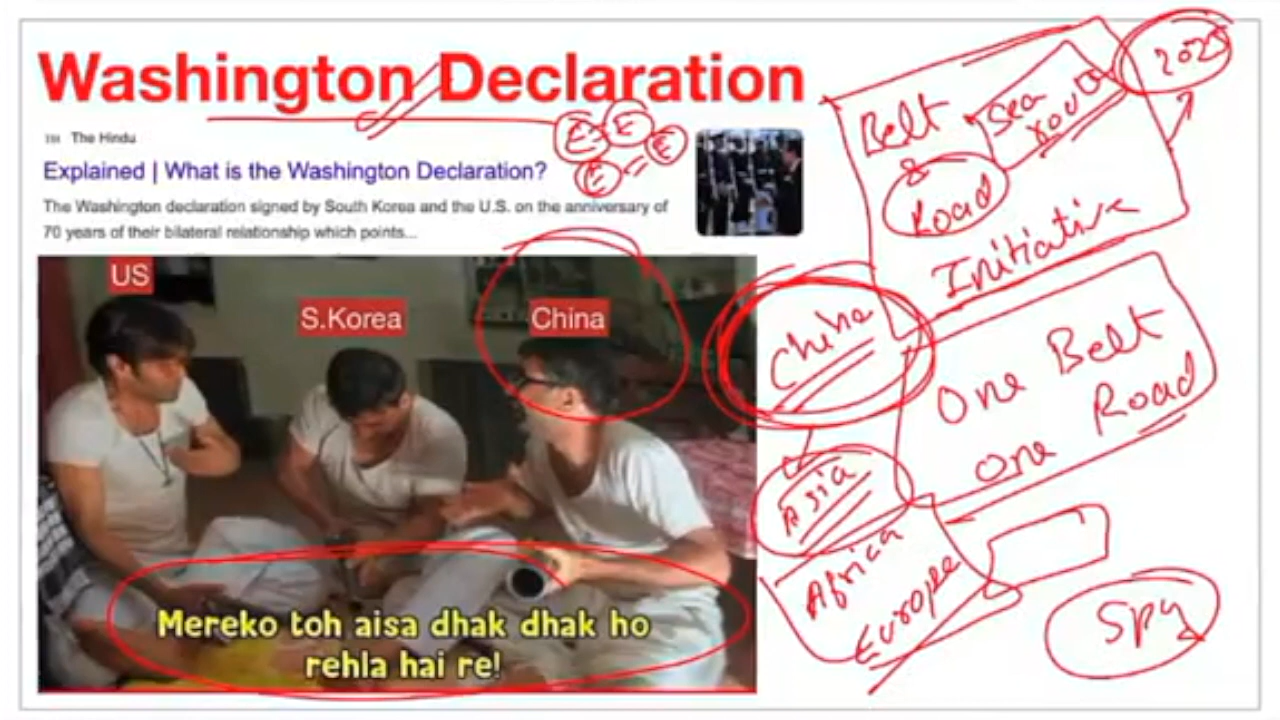 Washington Declaration
The Hindu
Explained | What is the Washington Declaration?
The Washington declaration signed by South Korea and the U.S. on the anniversary of
70 years of their bilateral relationship which points...
E E E
E
US
S.Korea
China
Mereko toh aisa dhak dhak ho
rehla hai re!
Belt
&
Road
Sea
route
Initiative
China
One Belt
One Road
Asia
Africa
Europe
Spy